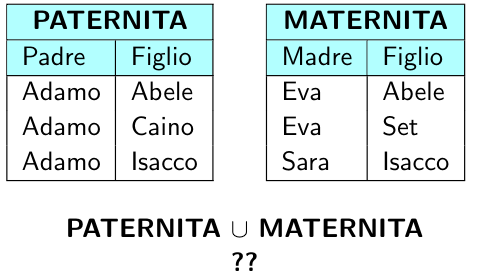 PATERNITA
Padre Figlio
Adamo Abele
Adamo Caino
Adamo Isacco
MATERNITA
Madre Figlio
Eva Abele
Eva Set
Sara Isacco
PATERNITA ∪ MATERNITA
??